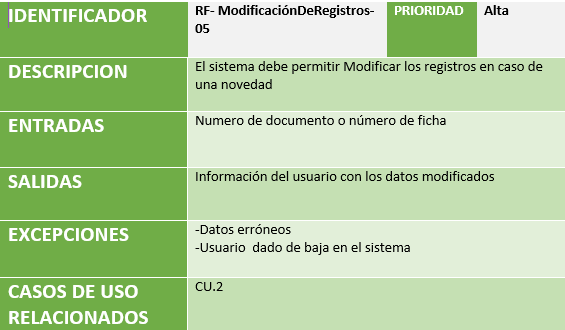 IDENTIFICADOR
RF- ModificaciónDeRegistros-
05
PRIORIDAD
Alta
DESCRIPCION
El sistema debe permitir Modificar los registros en caso de
una novedad
ENTRADAS
Numero de documento o número de ficha
SALIDAS
Información del usuario con los datos modificados
EXCEPCIONES
-Datos erróneos
-Usuario  dado de baja en el sistema
CASOS DE USO
RELACIONADOS
CU.2